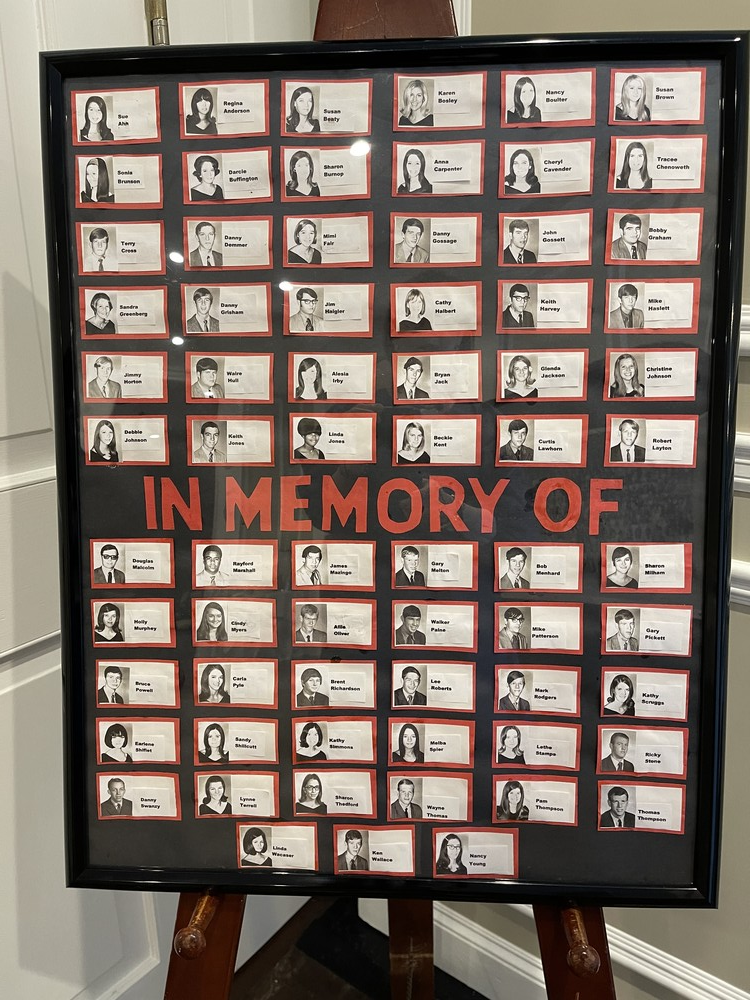 Sue
Ahn
Regina
Anderson
Susan
Beaty
Karen
Bosley
Nancy
Boulter
Susan
Brown
Sonia
Brunson
Darcie
Buffington
Sharon
Burnop
Anna
Carpenter
Cheryl
Cavender
Tracee
Chenoweth
Terry
Cross
Danny
Demmer
Mimi
Fair
Danny
Gossage
John
Gossett
Bobby
Graham
Sandra
Greenberg
Danny
Grisham
Jim
Haigler
Cathy
Halbert
Keith
Harvey
Mike
Haslett
Jimmy
Horton
Waire
Hull
Alesia
Irby
Bryan
Jack
Glenda
Jackson
Christine
Johnson
Debbie
Johnson
Keith
Jones
Linda
Jones
Beckie
Kent
Curtis
Lawhorn
Robert
Layton
IN MEMORY OF
Douglas
Malcolm
Rayford
Marshall
James
Mazingo
Gary
Melton
Bob
Menhard
Sharon
Milham
Holly
Murphey
Cindy
Myers
Allie
Oliver
Walker
Paine
Mike
Patterson
Gary
Pickett
Bruce
Powell
Carla
Pyle
Brent
Richardson
Lee
Roberts
Mark
Rodgers
Kathy
Scruggs
Earlene
Shiflet
Sandy
Shillcutt
Kathy
Simmons
Melba
Spier
Letha
Stamps
Ricky
Stone
Danny
Swanzy
Lynne
Terrell
Sharon
Thedford
Wayne
Thomas
Pam
Thompson
Thomas
Thompson
Linda
Wacaser
Ken
Wallace
Nancy
Young